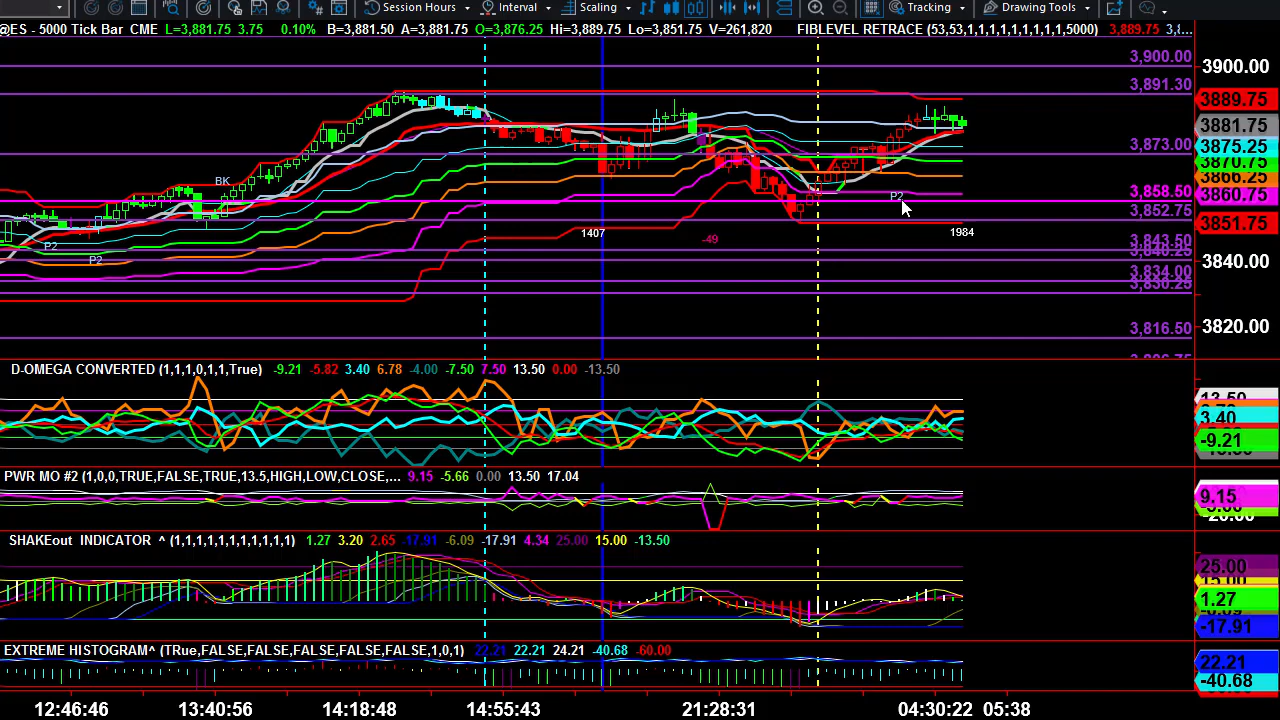 Session Hours Interval Scaling Tracking Drawing Tools
@ES - 5000 Tick Bar CME L=3,881.75 3.75 0.10% B=3,881.50 A=3,881.75 O=3,876.25 Hi=3,889.75 Lo=3,851.75 V=261,820 FIBLEVEL RETRACE (53,53,1,1,1,1,1,1,1,1,1,5000) 3,889.75
3,900.00 3900.00
3,891.30
3889.75
3881.75
3,873.00 3875.25
3870.75
3866.25
BK
3,858.50 3860.75
P2
3,852.75
3851.75
1407 -49 1984
P2 3,843.50
P2 3840.00
3,834.00
3,830.25
3,816.50 3820.00
D-OMEGA CONVERTED (1,1,1,0,1,1,True) -9.21 -5.82 3.40 6.78 -4.00 -7.50 7.50 13.50 0.00 -13.50
13.50
3.40
-9.21
PWR MO #2 (1,0,0,TRUE,FALSE,TRUE,13.5,HIGH,LOW,CLOSE,... 9.15 -5.66 0.00 13.50 17.04
9.15
SHAKEout INDICATOR ^ (1,1,1,1,1,1,1,1,1,1,1,1) 1.27 3.20 2.65 -17.91 -6.09 -17.91 4.34 25.00 15.00 -13.50
25.00
15.00
1.27
-17.91
EXTREME HISTOGRAM^ (TRue,FALSE,FALSE,FALSE,FALSE,FALSE,1,0,1) 22.21 22.21 24.21 -40.68 -60.00
22.21
-40.68
12:46:46 13:40:56 14:18:48 14:55:43 21:28:31 04:30:22 05:38